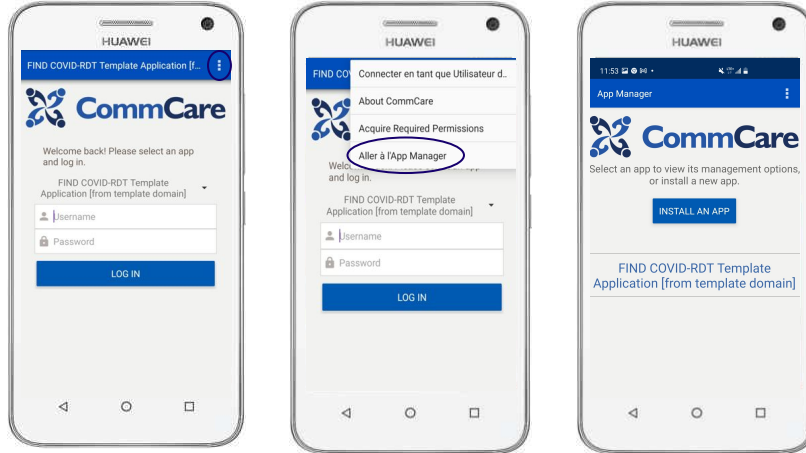 HUAWEI
FIND COVID-RDT Template Application [f...
CommCare
Welcome back! Please select an app
and log in.
FIND COVID-RDT Template
Application [from template domain]
Username
Password
LOG IN
HUAWEI
FIND COV
Connecter en tant que Utilisateur d..
About CommCare
Acquire Required Permissions
Aller à l'App Manager
and log in.
FIND COVID-RDT Template
Application [from template domain]
Username
Password
LOG IN
HUAWEI
11:53
App Manager
CommCare
Select an app to view its management options,
or install a new app.
INSTALL AN APP
FIND COVID-RDT Template
Application [from template domain]